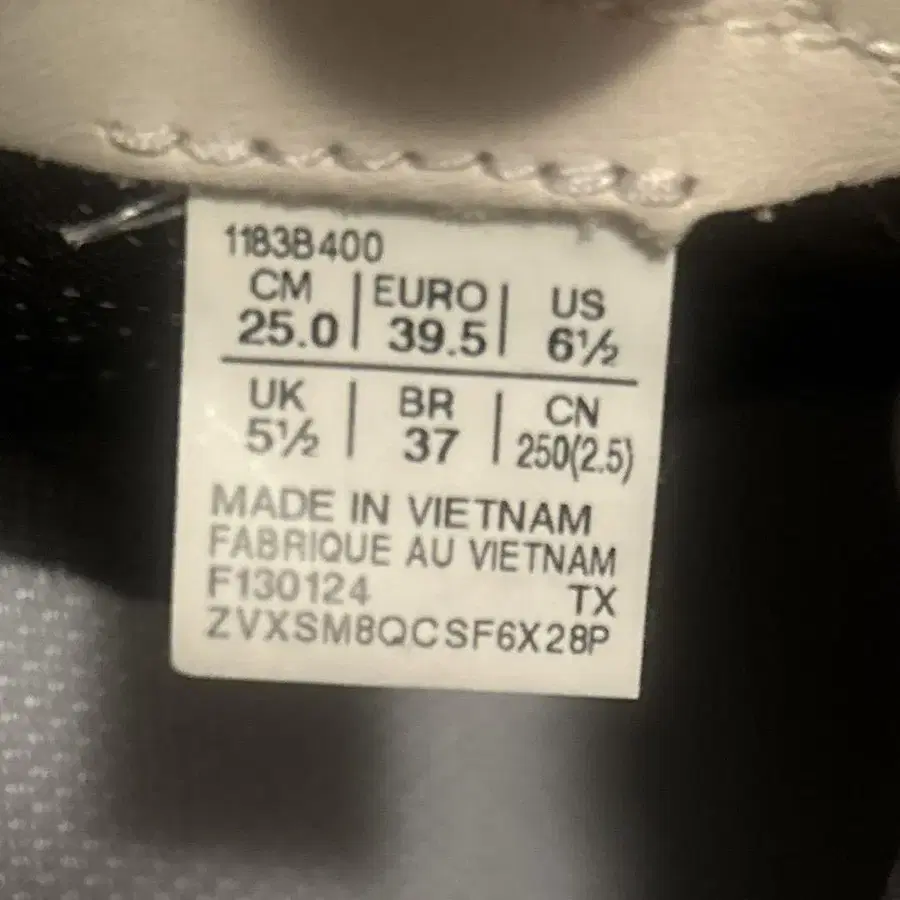 1183B400
CM | EURO | US
25.0 | 39.5 | 6½
UK | BR | CN
5½ | 37 | 250(2.5)
MADE IN VIETNAM
FABRIQUE AU VIETNAM
F130124 TX
ZVXSM8QCSF6X28P